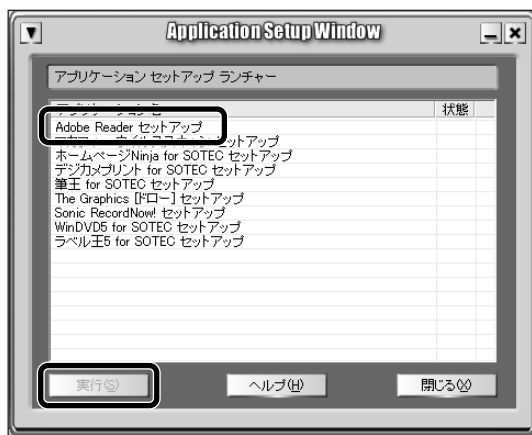 Application Setup Window
アプリケーション セットアップ ランチャー
状態
Adobe Reader セットアップ
セットアップ
ホームページNinja for SOTEC セットアップ
デジカメプリント for SOTEC セットアップ
筆王 for SOTEC セットアップ
The Graphics [ドロー] セットアップ
Sonic RecordNow! セットアップ
WinDVD5 for SOTEC セットアップ
ラベル王5 for SOTEC セットアップ
実行(S) ヘルプ(H) 閉じる(X)